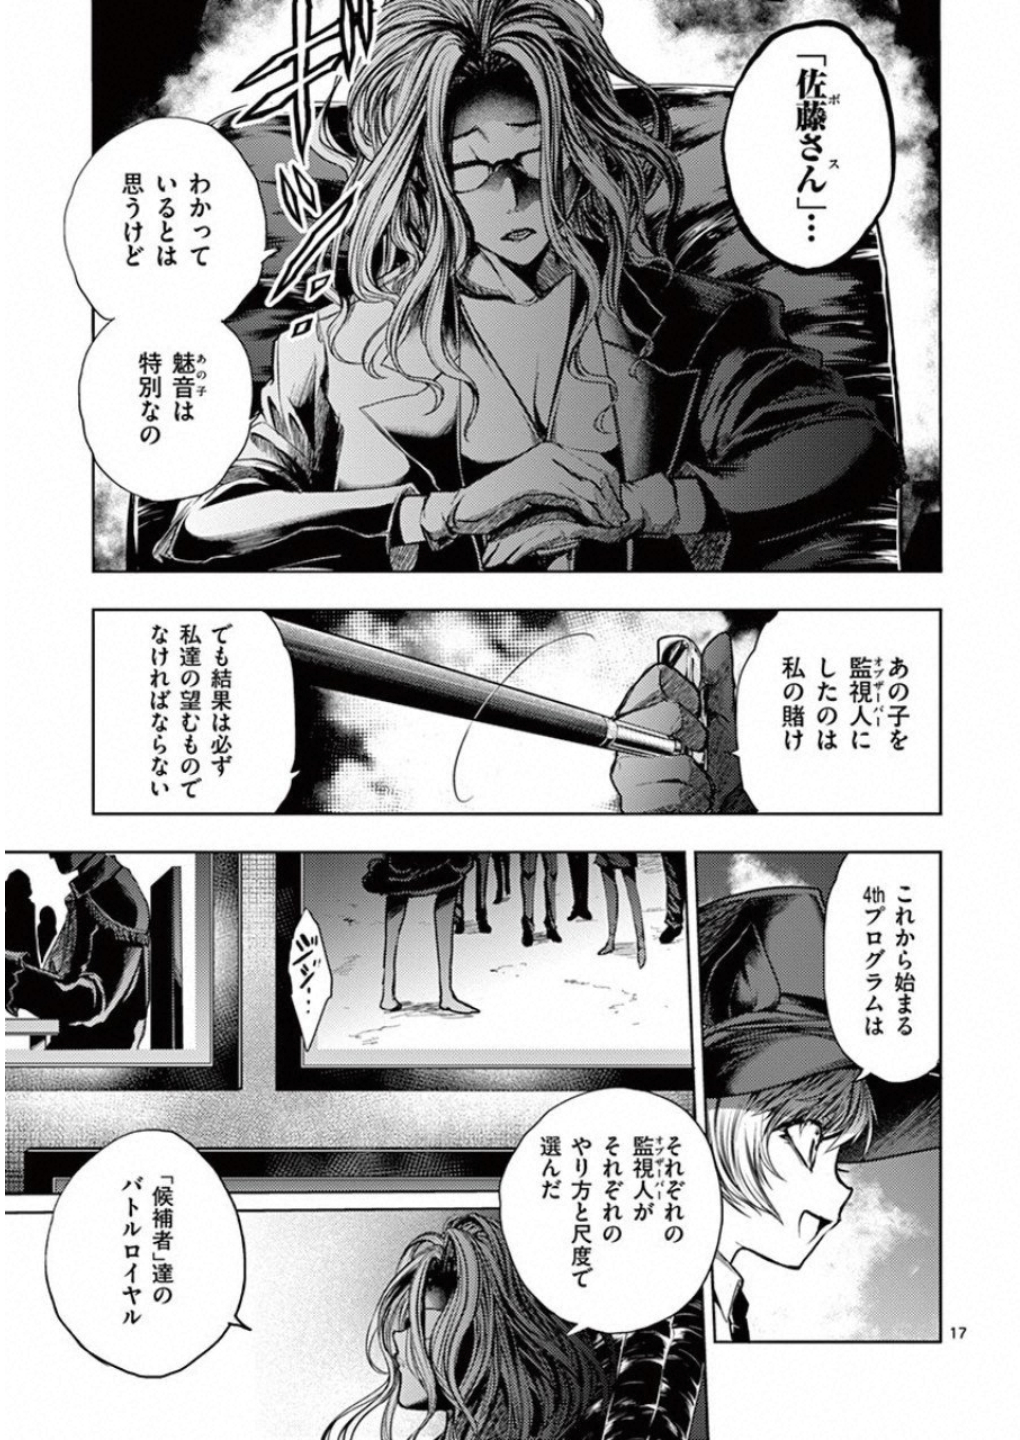 「佐藤さん」…
ボス
ギギ
わかって
いるとは
思うけど
魅音は
あの子
特別なの
あの子を
監視人に
オブザーバー
したのは
私の賭け
でも結果は必ず
私達の望むもので
なければならない
これから始まる
4thプログラムは
それぞれの
監視人が
オブザーバー
それぞれの
やり方と尺度で
選んだ
「候補者」達の
バトルロイヤル
17